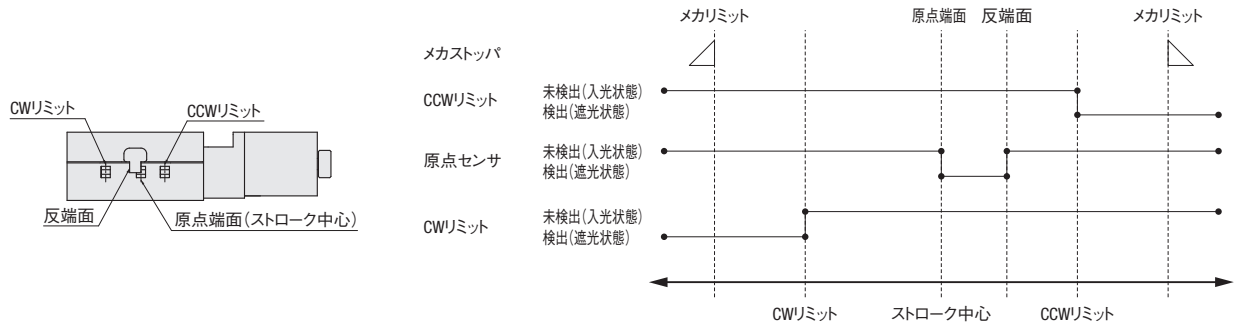 CWリミット
CCWリミット
反端面
原点端面(ストローク中心)
メカリミット
原点端面
反端面
メカリミット
メカストッパ
CCWリミット
未検出(入光状態)
検出(遮光状態)
原点センサ
未検出(入光状態)
検出(遮光状態)
CWリミット
未検出(入光状態)
検出(遮光状態)
CWリミット
ストローク中心
CCWリミット